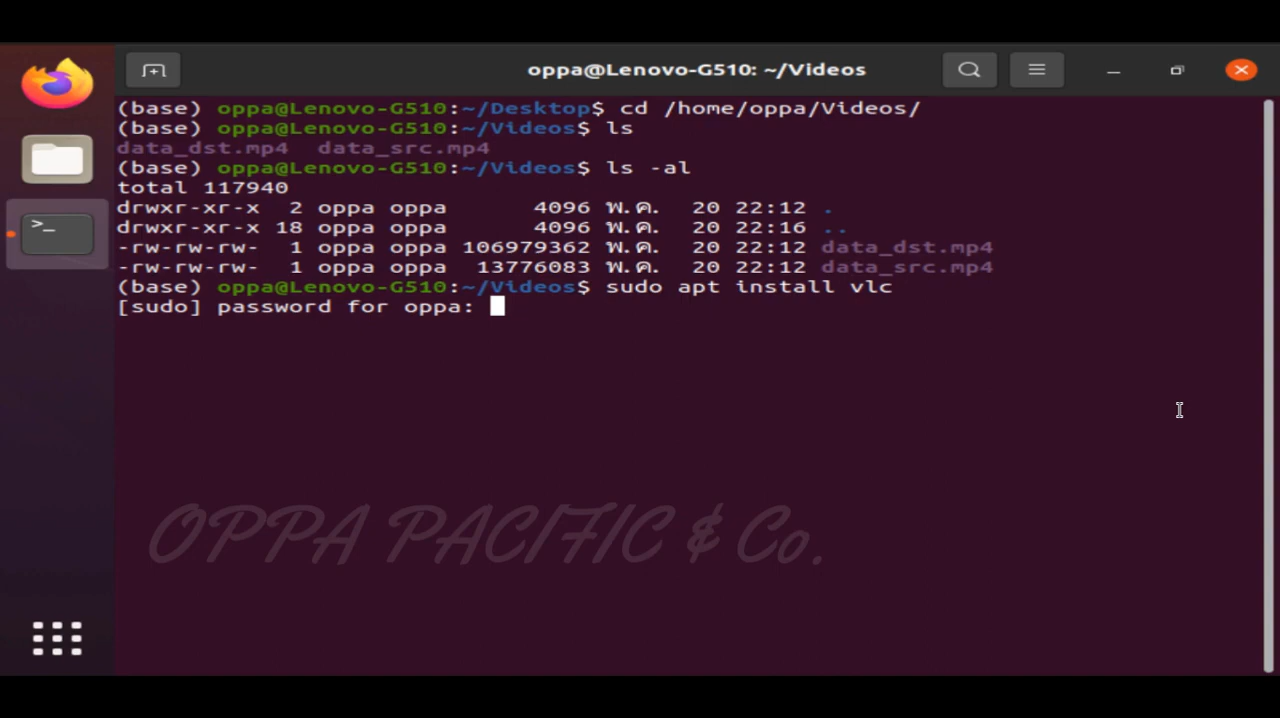 oppa@Lenovo-G510: ~/Videos
(base) oppa@Lenovo-G510:~/Desktop$ cd /home/oppa/Videos/
(base) oppa@Lenovo-G510:~/Videos$ ls
data_dst.mp4  data_src.mp4
(base) oppa@Lenovo-G510:~/Videos$ ls -al
total 117940
drwxr-xr-x  2 oppa oppa      4096 พ.ค.  20 22:12 .
drwxr-xr-x 18 oppa oppa      4096 พ.ค.  20 22:16 ..
-rw-rw-rw-  1 oppa oppa 106979362 พ.ค.  20 22:12 data_dst.mp4
-rw-rw-rw-  1 oppa oppa  13776083 พ.ค.  20 22:12 data_src.mp4
(base) oppa@Lenovo-G510:~/Videos$ sudo apt install vlc
[sudo] password for oppa:
OPPA PACIFIC & Co.